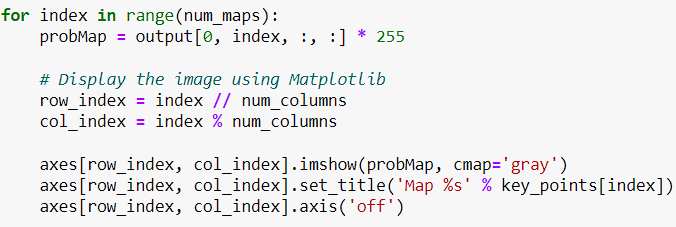 for index in range(num_maps):
    probMap = output[0, index, :, :] * 255

    # Display the image using Matplotlib
    row_index = index // num_columns
    col_index = index % num_columns

    axes[row_index, col_index].imshow(probMap, cmap='gray')
    axes[row_index, col_index].set_title('Map %s' % key_points[index])
    axes[row_index, col_index].axis('off')